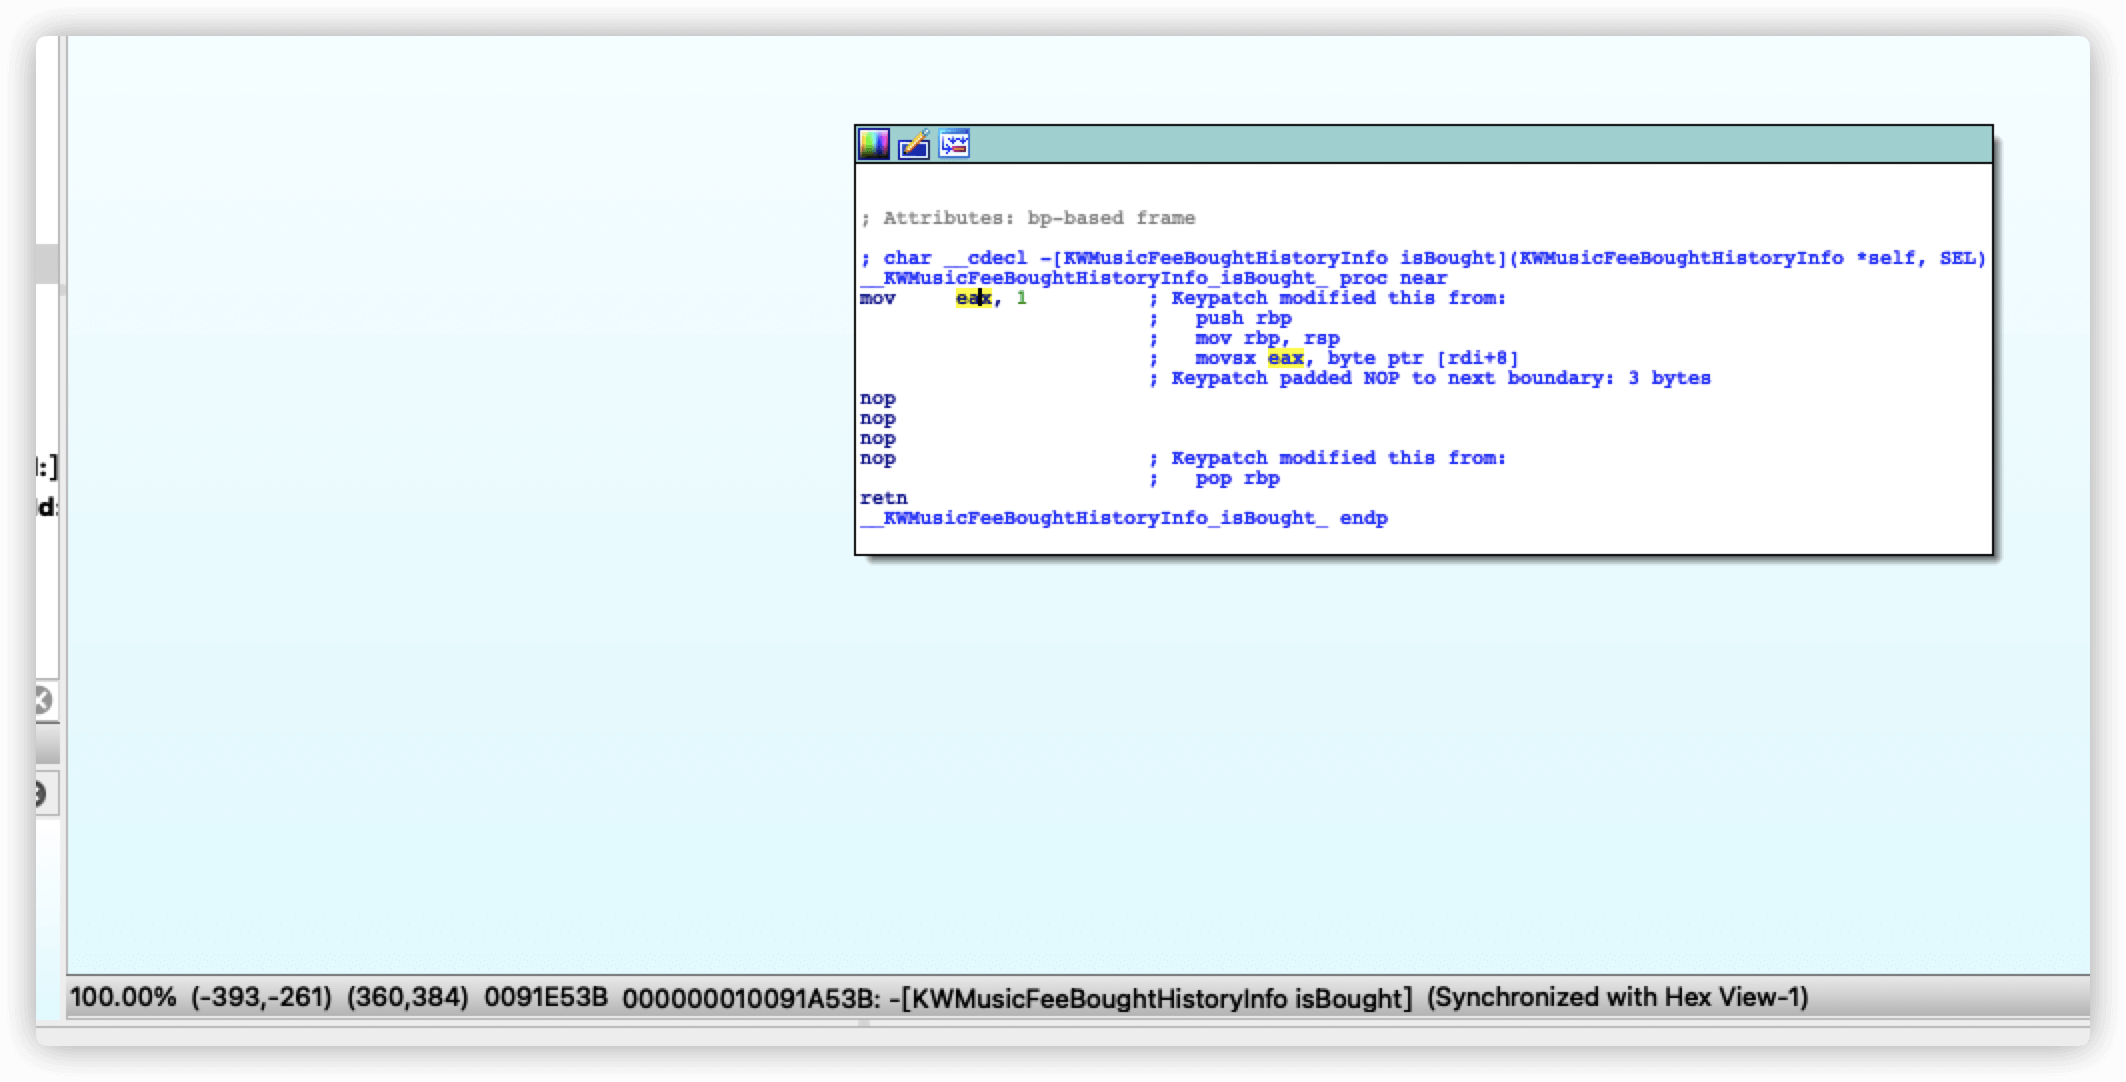 ; Attributes: bp-based frame
; char __cdecl -[KWMusicFeeBoughtHistoryInfo isBought](KWMusicFeeBoughtHistoryInfo *self, SEL)
__KWMusicFeeBoughtHistoryInfo_isBought_ proc near
mov eax, 1 ; Keypatch modified this from:
; push rbp
; mov rbp, rsp
; movsx eax, byte ptr [rdi+8]
; Keypatch padded NOP to next boundary: 3 bytes
nop
nop
nop
nop ; Keypatch modified this from:
; pop rbp
retn
__KWMusicFeeBoughtHistoryInfo_isBought_ endp
:]
d:
100.00% (-393,-261) (360,384) 0091E53B 000000010091A53B: -[KWMusicFeeBoughtHistoryInfo isBought] (Synchronized with Hex View-1)